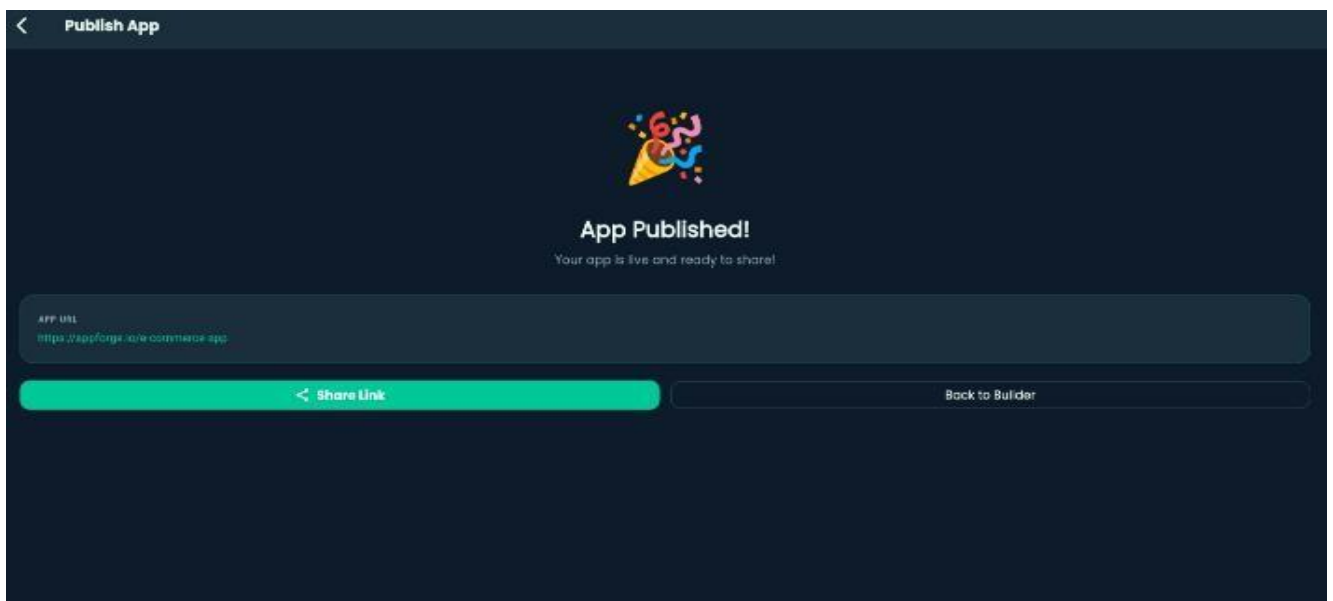 Publish App
App Published!
Your app is live and ready to share!
APP URL
https://appforge.io/e-commerce-app
Share Link
Back to Builder